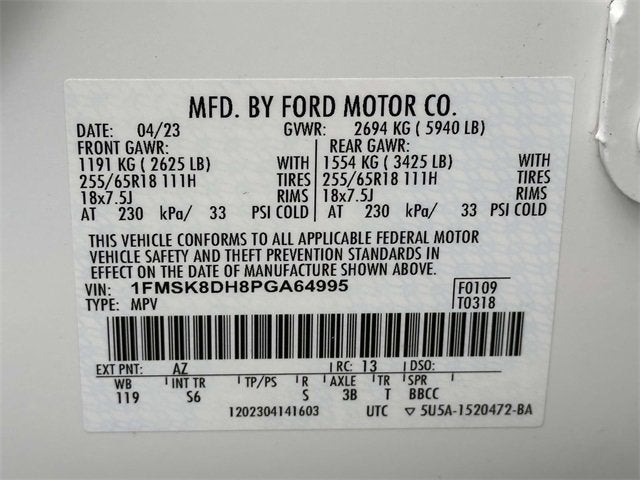 MFD. BY FORD MOTOR CO.
DATE: 04/23 GVWR: 2694 KG ( 5940 LB)
FRONT GAWR: REAR GAWR:
1191 KG ( 2625 LB) WITH 1554 KG ( 3425 LB) WITH
255/65R18 111H TIRES 255/65R18 111H TIRES
18x7.5J RIMS 18x7.5J RIMS
AT 230 kPa/ 33 PSI COLD AT 230 kPa/ 33 PSI COLD
THIS VEHICLE CONFORMS TO ALL APPLICABLE FEDERAL MOTOR
VEHICLE SAFETY AND THEFT PREVENTION STANDARDS IN
EFFECT ON THE DATE OF MANUFACTURE SHOWN ABOVE.
VIN: 1FMSK8DH8PGA64995 F0109
TYPE: MPV T0318
EXT PNT: AZ RC: 13 DSO:
WB INT TR TP/PS R AXLE TR SPR
119 S6 S 3B T BBCC
1202304141603 UTC ▽ 5U5A-1520472-BA